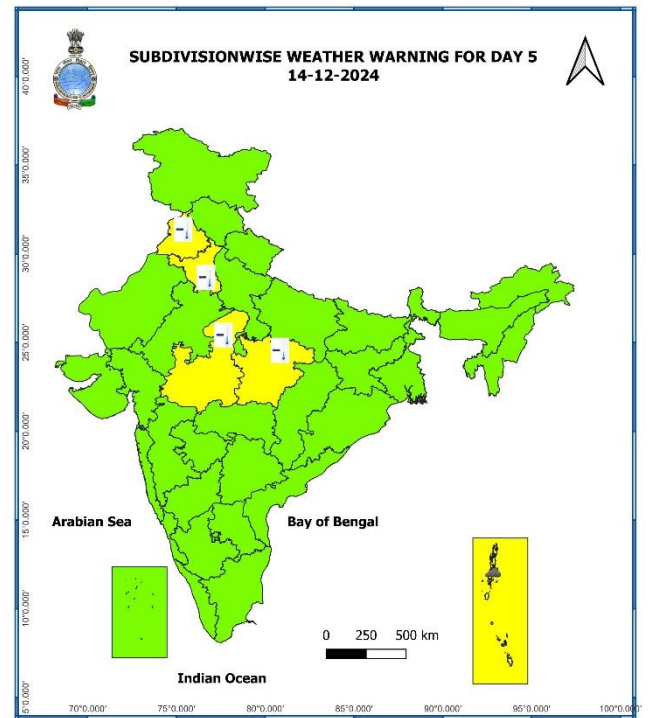 SUBDIVISIONWISE WEATHER WARNING FOR DAY 5
14-12-2024
40°0.000'
35°0.000'
30°0.000'
25°0.000'
20°0.000'
15°0.000'
10°0.000'
5°0.000'
Arabian Sea
Bay of Bengal
0 250 500 km
Indian Ocean
70°0.000' 75°0.000' 80°0.000' 85°0.000' 90°0.000' 95°0.000' 100°0.000'